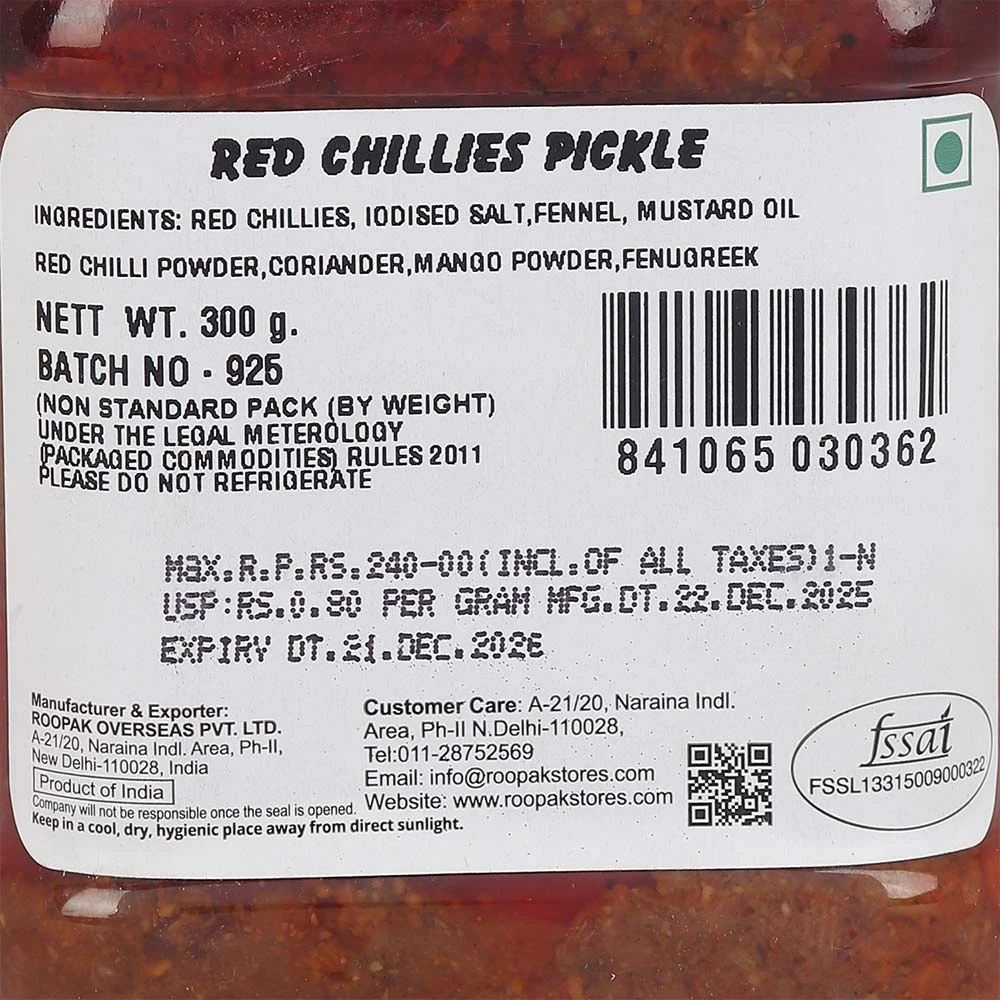 RED CHILLIES PICKLE
INGREDIENTS: RED CHILLIES, IODISED SALT,FENNEL, MUSTARD OIL
RED CHILLI POWDER,CORIANDER,MANGO POWDER,FENUGREEK
NETT WT. 300 g.
BATCH NO - 925
(NON STANDARD PACK (BY WEIGHT)
UNDER THE LEGAL METEROLOGY
(PACKAGED COMMODITIES) RULES 2011
PLEASE DO NOT REFRIGERATE
841065 030362
MAX.R.P.RS.240-00(INCL.OF ALL TAXES)1-N
USP:RS.0.80 PER GRAM MFG.DT.22.DEC.2025
EXPIRY DT.21.DEC.2026
Manufacturer & Exporter:
ROOPAK OVERSEAS PVT. LTD.
A-21/20, Naraina Indl. Area, Ph-II,
New Delhi-110028, India
Product of India
Company will not be responsible once the seal is opened.
Keep in a cool, dry, hygienic place away from direct sunlight.
Customer Care: A-21/20, Naraina Indl.
Area, Ph-II N.Delhi-110028,
Tel:011-28752569
Email: info@roopakstores.com
Website: www.roopakstores.com
fssai
FSSL13315009000322